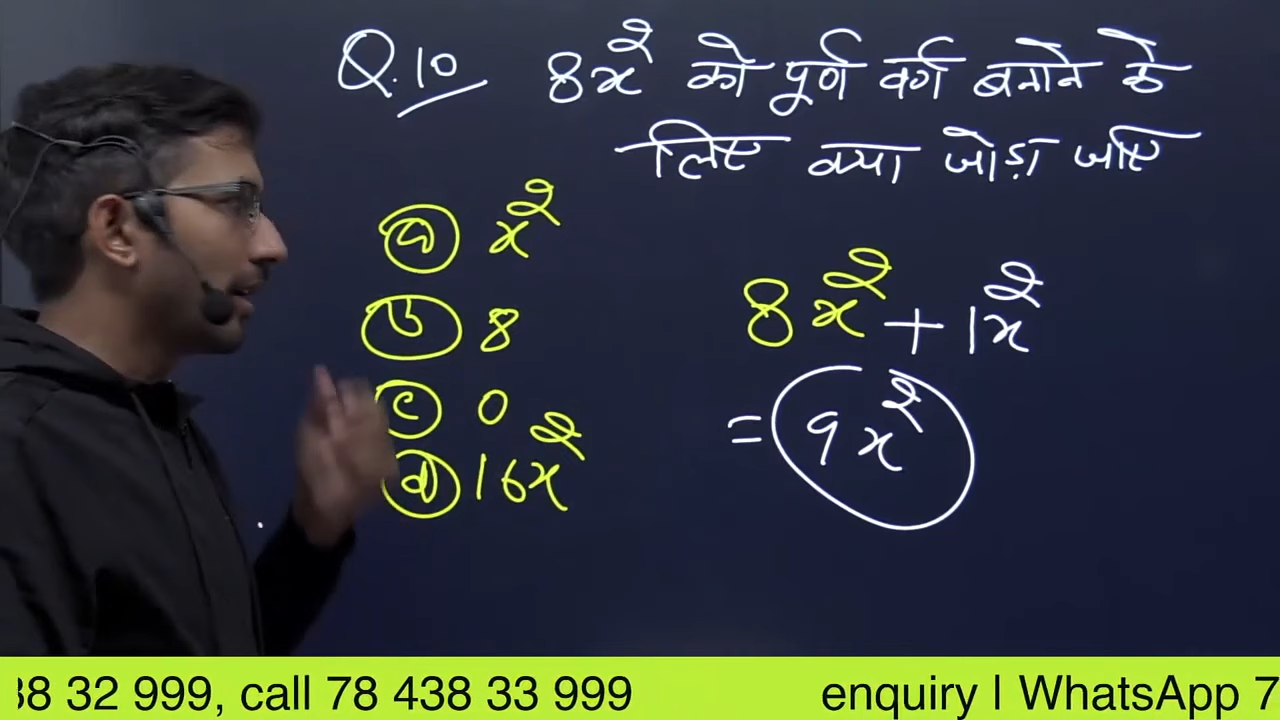 Q.10 8x² को पूर्ण वर्ग बनाने के
लिए क्या जोड़ा जाए
a x²
b 8
c 0
d 16x²
8x² + 1x²
= 9x²
38 32 999, call 78 438 33 999 enquiry | WhatsApp 7